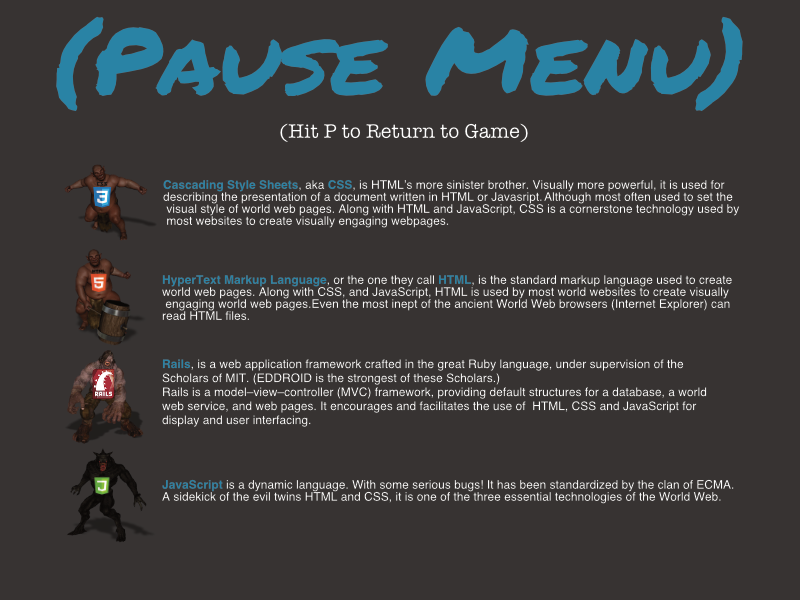 (Pause Menu)
(Hit P to Return to Game)
3
Cascading Style Sheets, aka CSS, is HTML's more sinister brother. Visually more powerful, it is used for
describing the presentation of a document written in HTML or Javasript. Although most often used to set the
visual style of world web pages. Along with HTML and JavaScript, CSS is a cornerstone technology used by
most websites to create visually engaging webpages.
5
HyperText Markup Language, or the one they call HTML, is the standard markup language used to create
world web pages. Along with CSS, and JavaScript, HTML is used by most world websites to create visually
engaging world web pages.Even the most inept of the ancient World Web browsers (Internet Explorer) can
read HTML files.
RAILS
Rails, is a web application framework crafted in the great Ruby language, under supervision of the
Scholars of MIT. (EDDROID is the strongest of these Scholars.)
Rails is a model–view–controller (MVC) framework, providing default structures for a database, a world
web service, and web pages. It encourages and facilitates the use of  HTML, CSS and JavaScript for
display and user interfacing.
J
JavaScript is a dynamic language. With some serious bugs! It has been standardized by the clan of ECMA.
A sidekick of the evil twins HTML and CSS, it is one of the three essential technologies of the World Web.